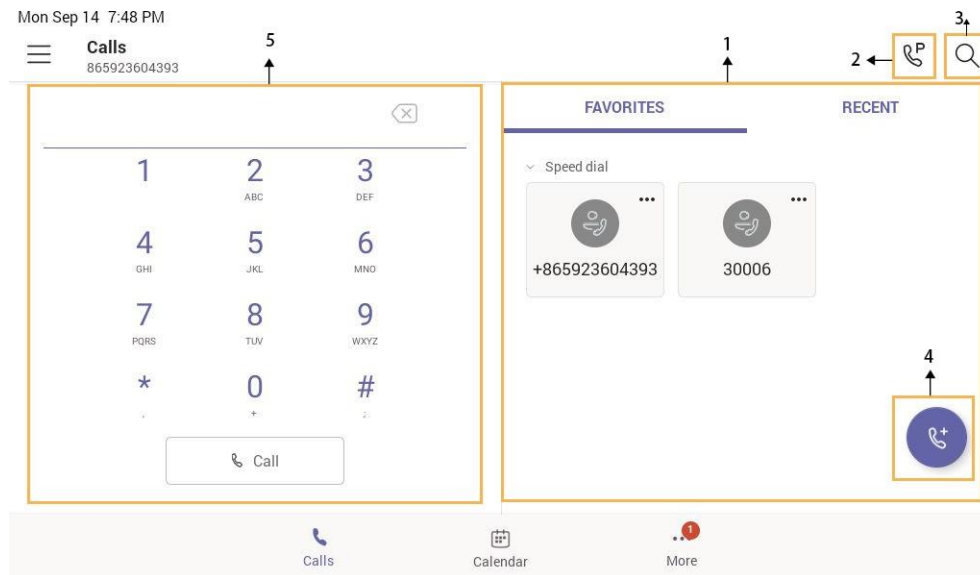 Mon Sep 14 7:48 PM
Calls
865923604393
5
1
2
3
P
FAVORITES
RECENT
Speed dial
+865923604393
30006
1
2
ABC
3
DEF
4
GHI
5
JKL
6
MNO
7
PQRS
8
TUV
9
WXYZ
*
,
0
+
#
;
Call
4
Calls
Calendar
1
More